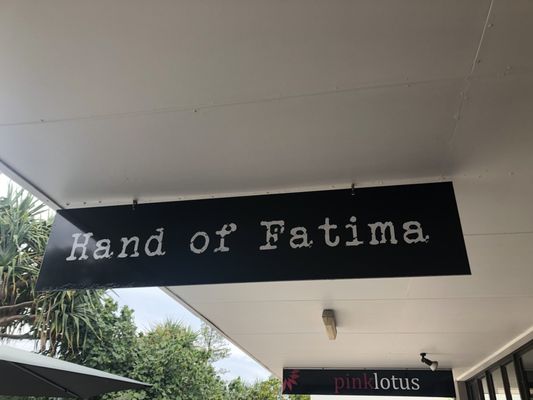 Hand of Fatima
pinklotus